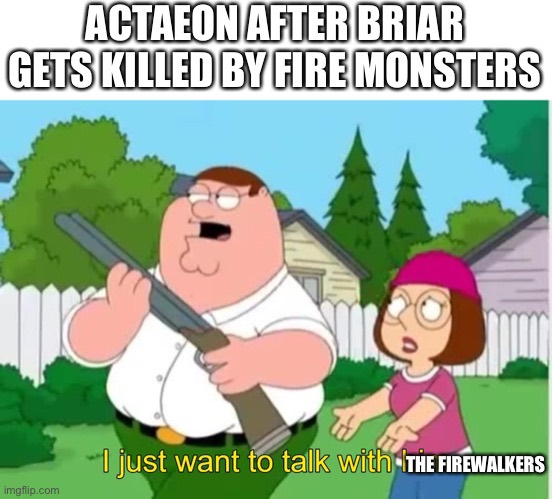 ACTAEON AFTER BRIAR
GETS KILLED BY FIRE MONSTERS
I just want to talk with THE FIREWALKERS
imgflip.com